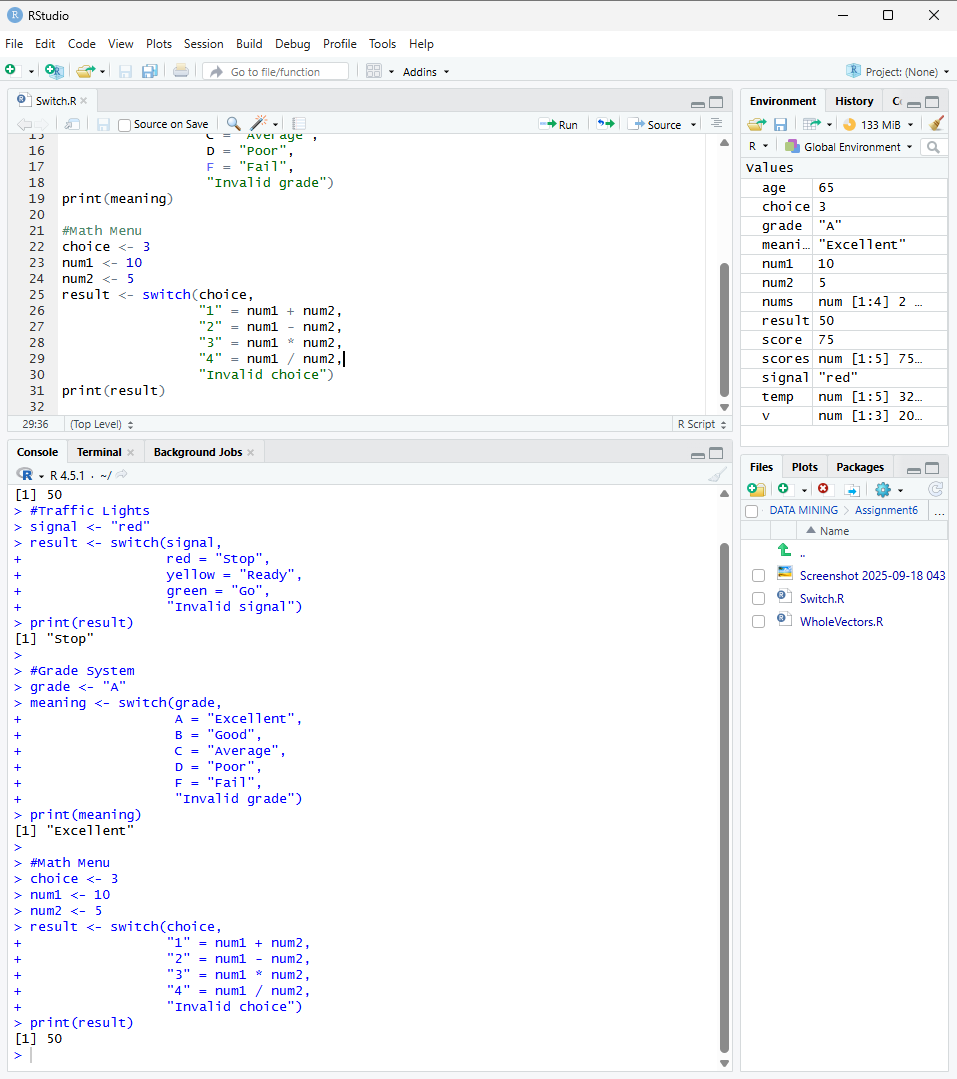 RStudio
File Edit Code View Plots Session Build Debug Profile Tools Help
Go to file/function Addins Project: (None)
Switch.R
Source on Save Run Source
15 C = "Average",
16 D = "Poor",
17 F = "Fail",
18 "Invalid grade")
19 print(meaning)
20
21 #Math Menu
22 choice <- 3
23 num1 <- 10
24 num2 <- 5
25 result <- switch(choice,
26 "1" = num1 + num2,
27 "2" = num1 - num2,
28 "3" = num1 * num2,
29 "4" = num1 / num2,
30 "Invalid choice")
31 print(result)
32
29:36 (Top Level) R Script
Console Terminal Background Jobs
R 4.5.1 · ~/
[1] 50
> #Traffic Lights
> signal <- "red"
> result <- switch(signal,
+ red = "Stop",
+ yellow = "Ready",
+ green = "Go",
+ "Invalid signal")
> print(result)
[1] "Stop"
>
> #Grade System
> grade <- "A"
> meaning <- switch(grade,
+ A = "Excellent",
+ B = "Good",
+ C = "Average",
+ D = "Poor",
+ F = "Fail",
+ "Invalid grade")
> print(meaning)
[1] "Excellent"
>
> #Math Menu
> choice <- 3
> num1 <- 10
> num2 <- 5
> result <- switch(choice,
+ "1" = num1 + num2,
+ "2" = num1 - num2,
+ "3" = num1 * num2,
+ "4" = num1 / num2,
+ "Invalid choice")
> print(result)
[1] 50
>
Environment History
133 MiB
R Global Environment
Values
age 65
choice 3
grade "A"
meani… "Excellent"
num1 10
num2 5
nums num [1:4] 2 …
result 50
score 75
scores num [1:5] 75…
signal "red"
temp num [1:5] 32…
v num [1:3] 20…
Files Plots Packages
DATA MINING Assignment6 ...
Name
..
Screenshot 2025-09-18 043
Switch.R
WholeVectors.R